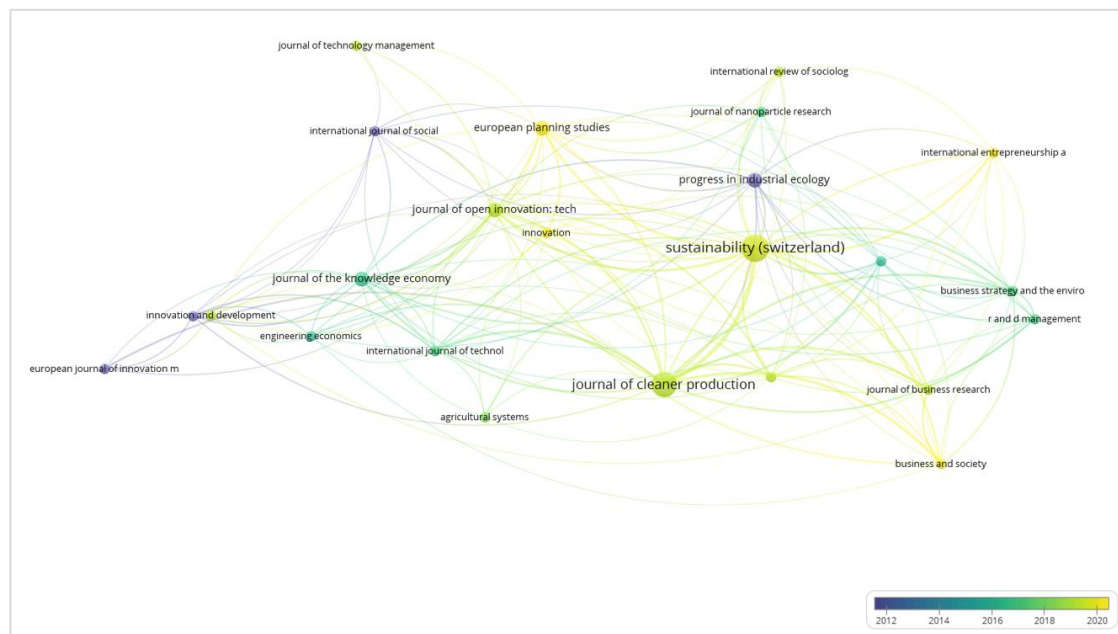 journal of technology management
international review of sociolog
journal of nanoparticle research
international journal of social
european planning studies
international entrepreneurship a
progress in industrial ecology
journal of open innovation: tech
innovation
sustainability (switzerland)
journal of the knowledge economy
business strategy and the enviro
innovation and development
r and d management
engineering economics
international journal of technol
european journal of innovation m
journal of cleaner production
journal of business research
agricultural systems
business and society
2012 2014 2016 2018 2020